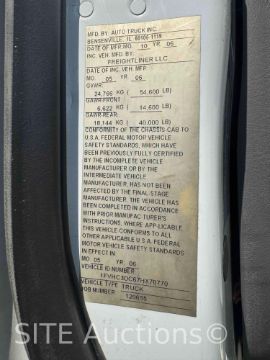 MFD. BY: AUTO TRUCK INC.
BENSENVILLE, IL 60106-1119
DATE OF MFD. MO. 10 YR. 06
INC. VEH. MFD. BY:
FREIGHTLINER LLC
DATE OF INC. VEH. MFD.
MO. 05 YR. 06
GVWR:
24,766 KG ( 54,600 LB)
GAWR-FRONT
6,622 KG ( 14,600 LB)
GAWR-REAR
18,144 KG ( 40,000 LB)
CONFORMITY OF THE CHASSIS-CAB TO
U.S.A FEDERAL MOTOR VEHICLE
SAFETY STANDARDS, WHICH HAVE
BEEN PREVIOUSLY FULLY CERTIFIED
BY THE INCOMPLETE VEHICLE
MANUFACTURER OR BY THE
INTERMEDIATE VEHICLE
MANUFACTURER, HAS NOT BEEN
AFFECTED BY THE FINAL STAGE
MANUFACTURER. THE VEHICLE HAS
BEEN COMPLETED IN ACCORDANCE
WITH PRIOR MANUFACTURER'S
INSTRUCTIONS, WHERE APPLICABLE.
THIS VEHICLE CONFORMS TO ALL
OTHER APPLICABLE U.S.A FEDERAL
MOTOR VEHICLE SAFETY STANDARDS
IN EFFECT IN
MO. 05 YR. 06
VEHICLE ID NUMBER
VEHICLE TYPE TRUCK
JOB NUMBER
SITE Auctions.com